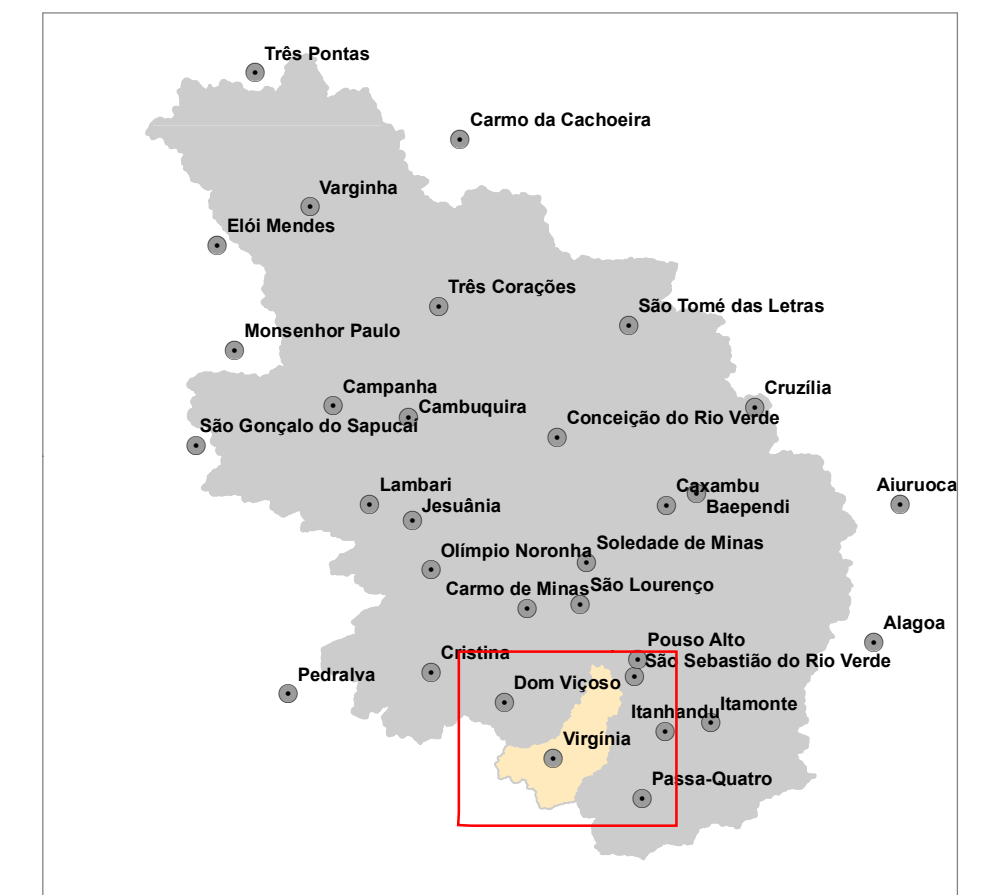 Três Pontas
Carmo da Cachoeira
Varginha
Elói Mendes
Três Corações
São Tomé das Letras
Monsenhor Paulo
Campanha
Cruzília
Cambuquira
Conceição do Rio Verde
São Gonçalo do Sapucaí
Lambari
Caxambu
Aiuruoca
Jesuânia
Baependi
Soledade de Minas
Olímpio Noronha
São Lourenço
Carmo de Minas
Alagoa
Pouso Alto
Cristina
São Sebastião do Rio Verde
Pedralva
Dom Viçoso
Itamonte
Itanhandu
Virgínia
Passa-Quatro